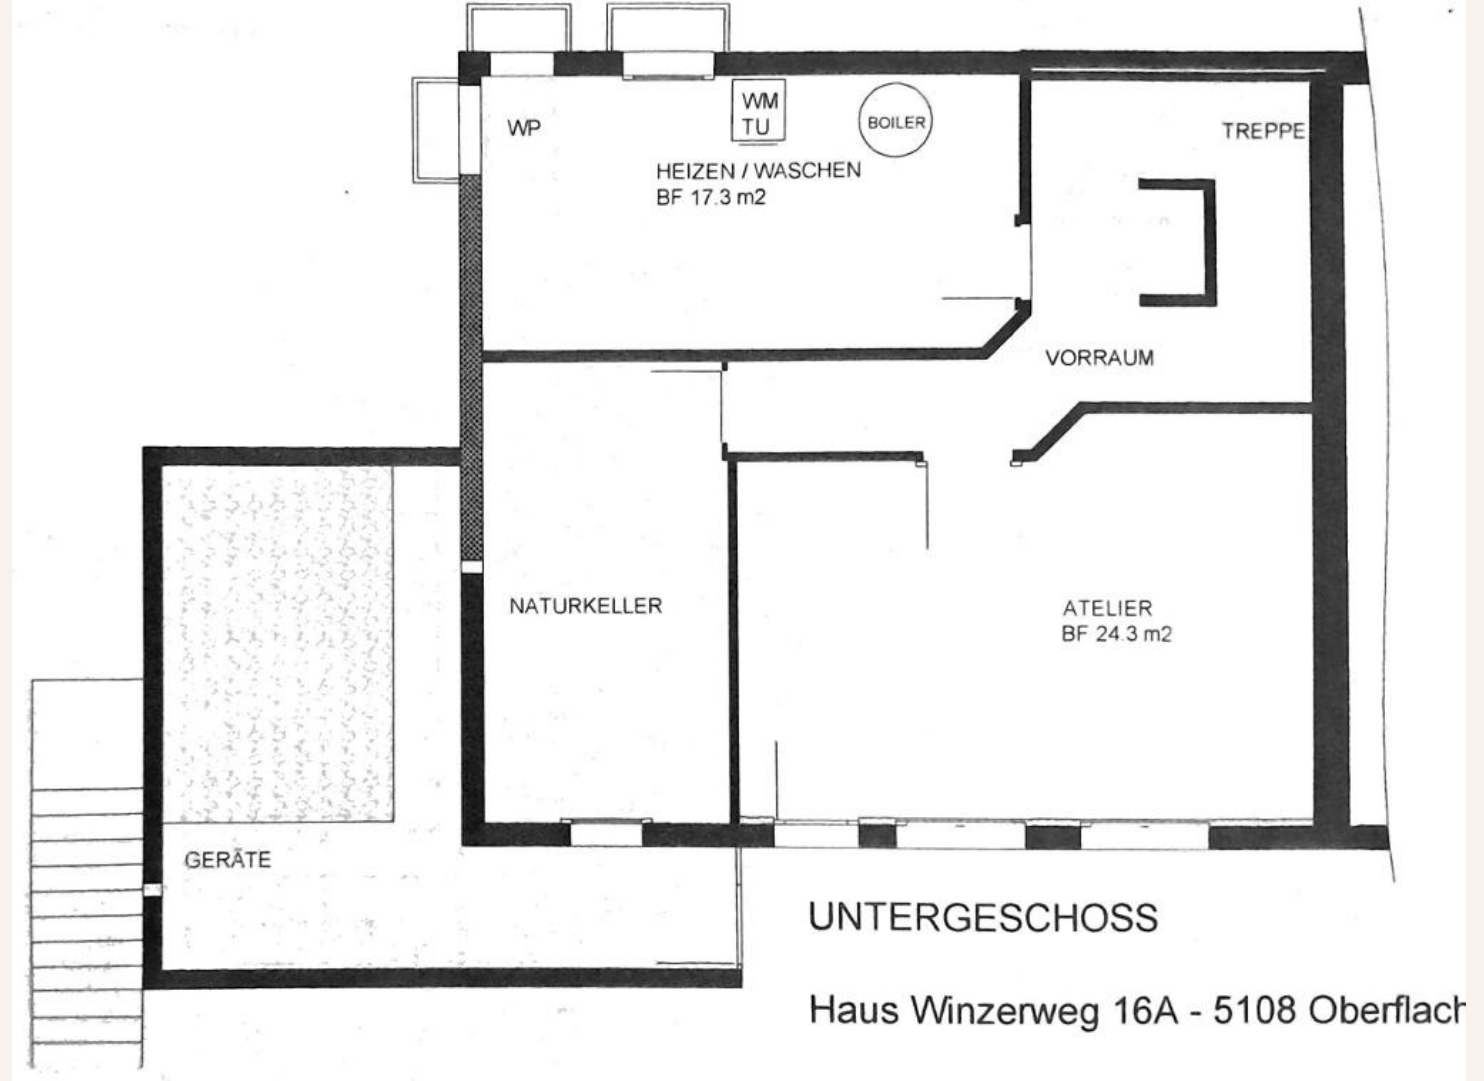 WP
WM
TU
BOILER
HEIZEN / WASCHEN
BF 17.3 m2
TREPPE
VORRAUM
NATURKELLER
ATELIER
BF 24.3 m2
GERÄTE
UNTERGESCHOSS
Haus Winzerweg 16A - 5108 Oberflach